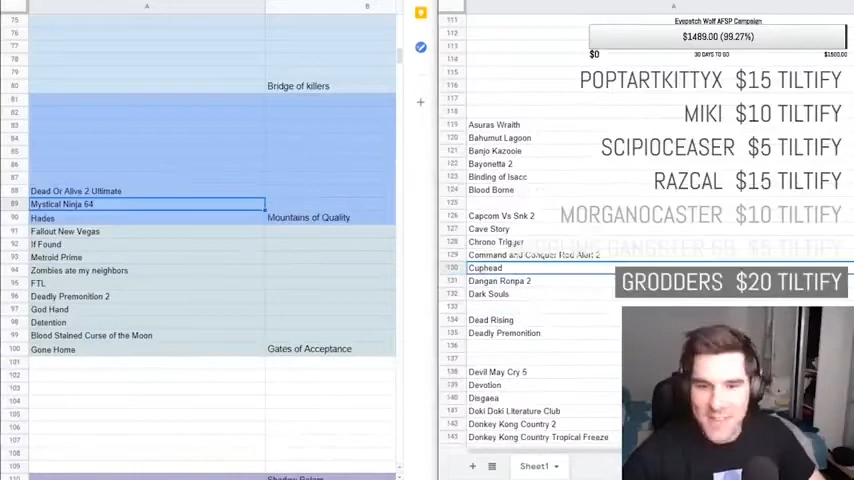 A
B
75
76
77
78
79
80 Bridge of killers
81
82
83
84
85
86
87
88 Dead Or Alive 2 Ultimate
89 Mystical Ninja 64
90 Hades Mountains of Quality
91 Fallout New Vegas
92 If Found
93 Metroid Prime
94 Zombies ate my neighbors
95 FTL
96 Deadly Premonition 2
97 God Hand
98 Detention
99 Blood Stained Curse of the Moon
100 Gone Home Gates of Acceptance
101
102
103
104
105
106
107
108
109
110
A
111
112
113
114
115
116
117
118
119 Asuras Wraith
120 Bahumut Lagoon
121 Banjo Kazooie
122 Bayonetta 2
123 Binding of Isacc
124 Blood Borne
125
126 Capcom Vs Snk 2
127 Cave Story
128 Chrono Trigger
129 Command and Conquer Red Alert 2
130 Cuphead
131 Dangan Ronpa 2
132 Dark Souls
133
134 Dead Rising
135 Deadly Premonition
136
137
138 Devil May Cry 5
139 Devotion
140 Disgaea
141 Doki Doki Literature Club
142 Donkey Kong Country 2
143 Donkey Kong Country Tropical Freeze
+ Sheet1
Eyepatch Wolf AFSP Campaign
$1489.00 (99.27%)
$0 30 DAYS TO GO $1500.00
POPTARTKITTYX $15 TILTIFY
MIKI $10 TILTIFY
SCIPIOCEASER $5 TILTIFY
RAZCAL $15 TILTIFY
MORGANOCASTER $10 TILTIFY
$5 TILTIFY
GRODDERS $20 TILTIFY